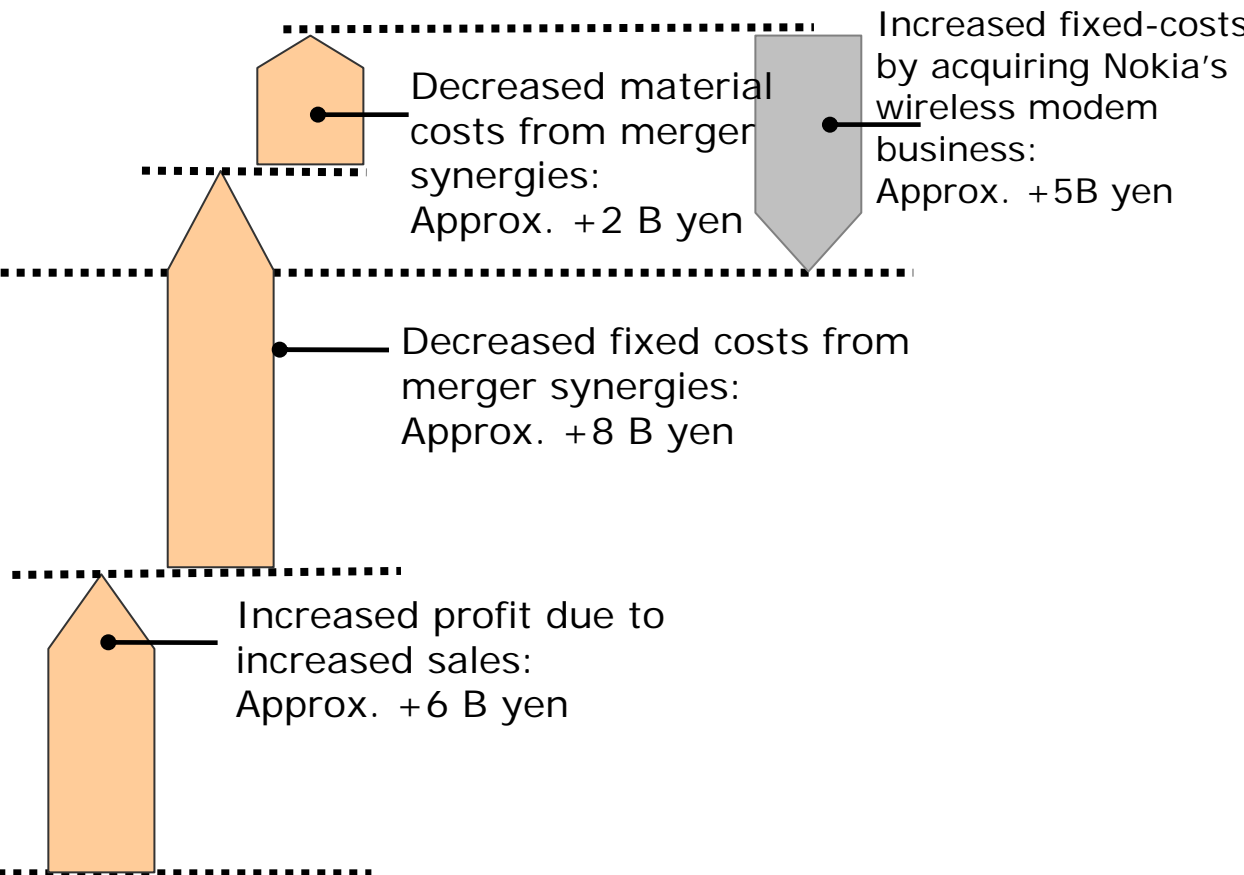 Increased fixed-costs
by acquiring Nokia's
wireless modem
business:
Approx. +5B yen
Decreased material
costs from merger
synergies:
Approx. +2 B yen
Decreased fixed costs from
merger synergies:
Approx. +8 B yen
Increased profit due to
increased sales:
Approx. +6 B yen